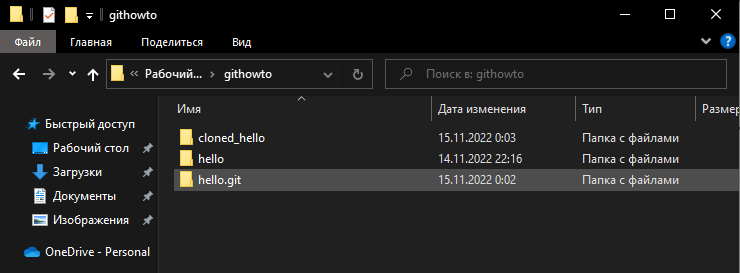 githowto
Файл Главная Поделиться Вид
Рабочий... githowto Поиск в: githowto
Имя Дата изменения Тип Размер
Быстрый доступ
Рабочий стол
Загрузки
Документы
Изображения
OneDrive - Personal
cloned_hello 15.11.2022 0:03 Папка с файлами
hello 14.11.2022 22:16 Папка с файлами
hello.git 15.11.2022 0:02 Папка с файлами